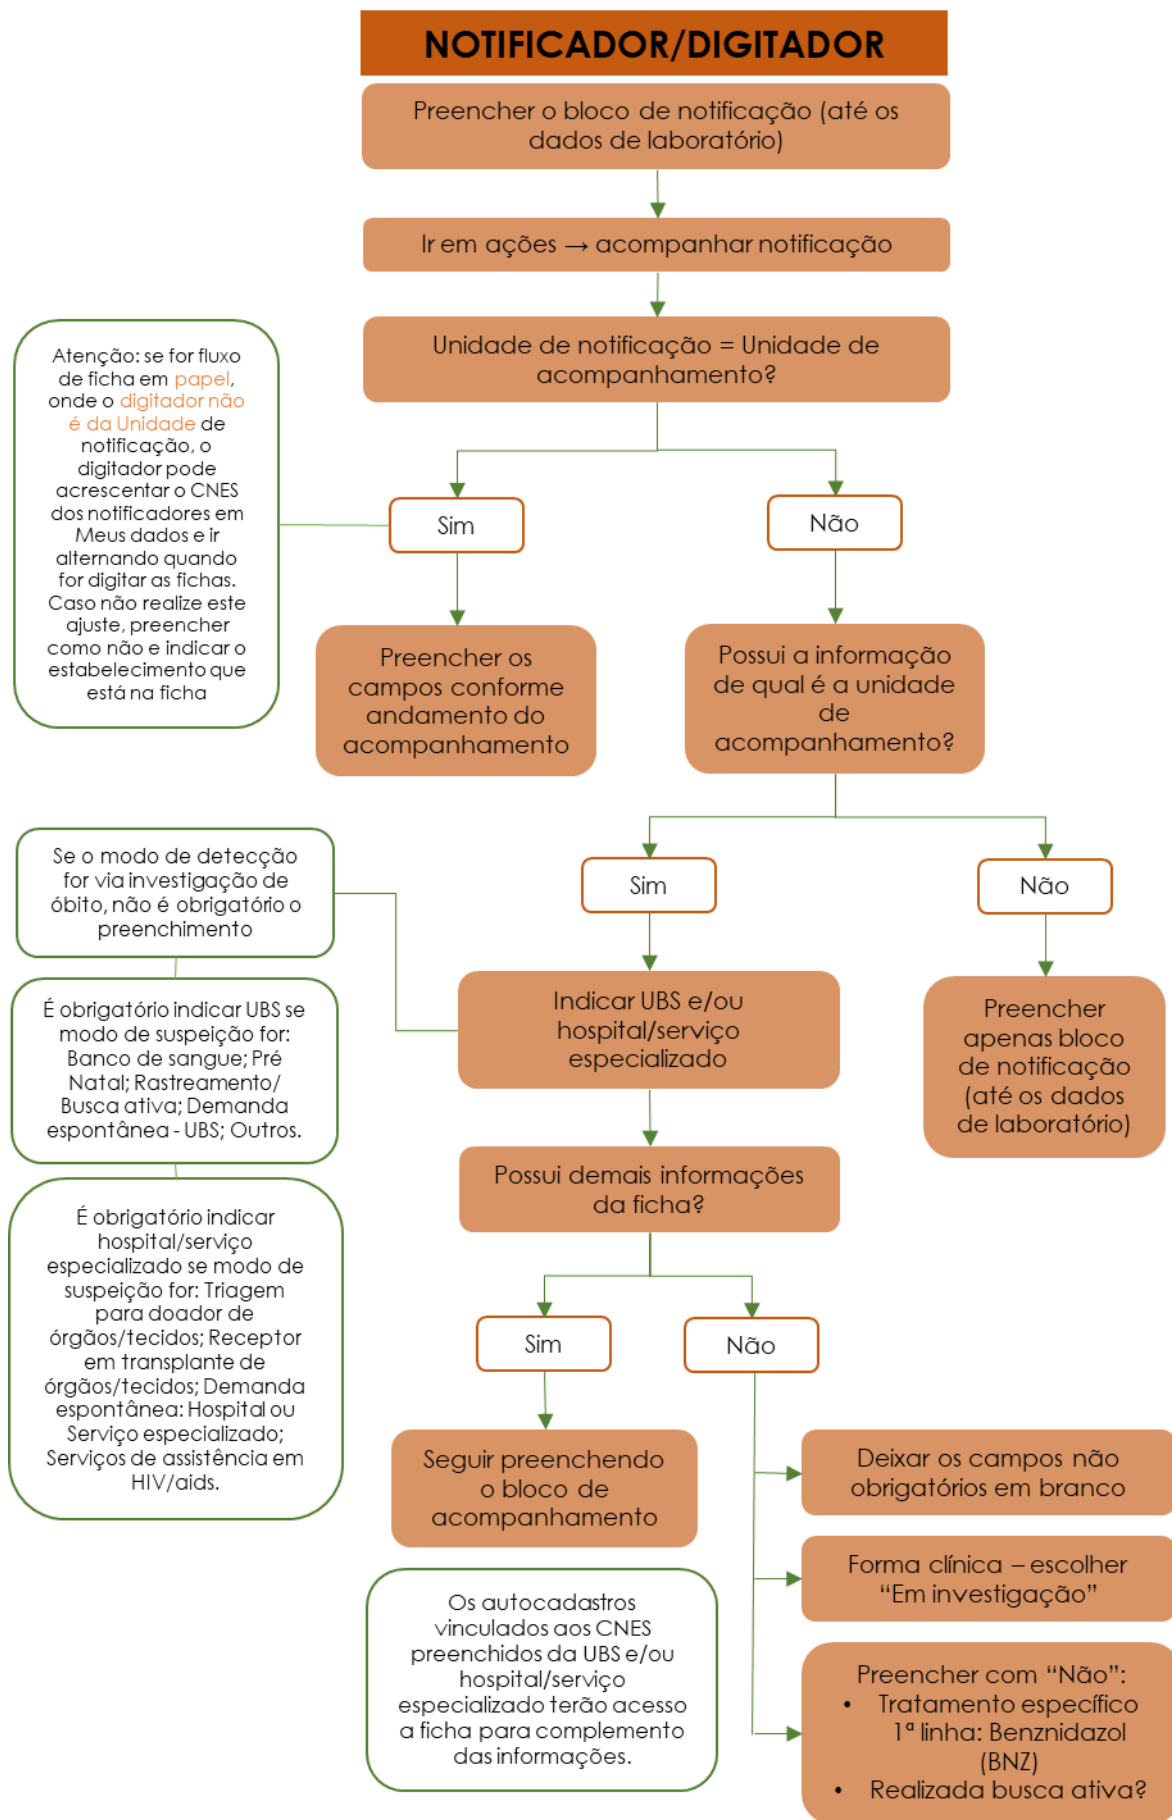 NOTIFICADOR/DIGITADOR
Preencher o bloco de notificação (até os
dados de laboratório)
Ir em ações → acompanhar notificação
Unidade de notificação = Unidade de
acompanhamento?
Atenção: se for fluxo
de ficha em papel,
onde o digitador não
é da Unidade de
notificação, o
digitador pode
acrescentar o CNES
dos notificadores em
Meus dados e ir
alternando quando
for digitar as fichas.
Caso não realize este
ajuste, preencher
como não e indicar o
estabelecimento que
está na ficha
Sim
Não
Preencher os
campos conforme
andamento do
acompanhamento
Possui a informação
de qual é a unidade
de
acompanhamento?
Se o modo de detecção
for via investigação de
óbito, não é obrigatório o
preenchimento
Sim
Não
É obrigatório indicar UBS se
modo de suspeição for:
Banco de sangue; Pré
Natal; Rastreamento/
Busca ativa; Demanda
espontânea - UBS; Outros.
Indicar UBS e/ou
hospital/serviço
especializado
Preencher
apenas bloco
de notificação
(até os dados
de laboratório)
Possui demais informações
da ficha?
É obrigatório indicar
hospital/serviço
especializado se modo de
suspeição for: Triagem
para doador de
órgãos/tecidos; Receptor
em transplante de
órgãos/tecidos; Demanda
espontânea: Hospital ou
Serviço especializado;
Serviços de assistência em
HIV/aids.
Sim
Não
Seguir preenchendo
o bloco de
acompanhamento
Deixar os campos não
obrigatórios em branco
Forma clínica – escolher
“Em investigação”
Os autocadastros
vinculados aos CNES
preenchidos da UBS e/ou
hospital/serviço
especializado terão acesso
a ficha para complemento
das informações.
Preencher com “Não”:
• Tratamento específico
1ª linha: Benznidazol
(BNZ)
• Realizada busca ativa?